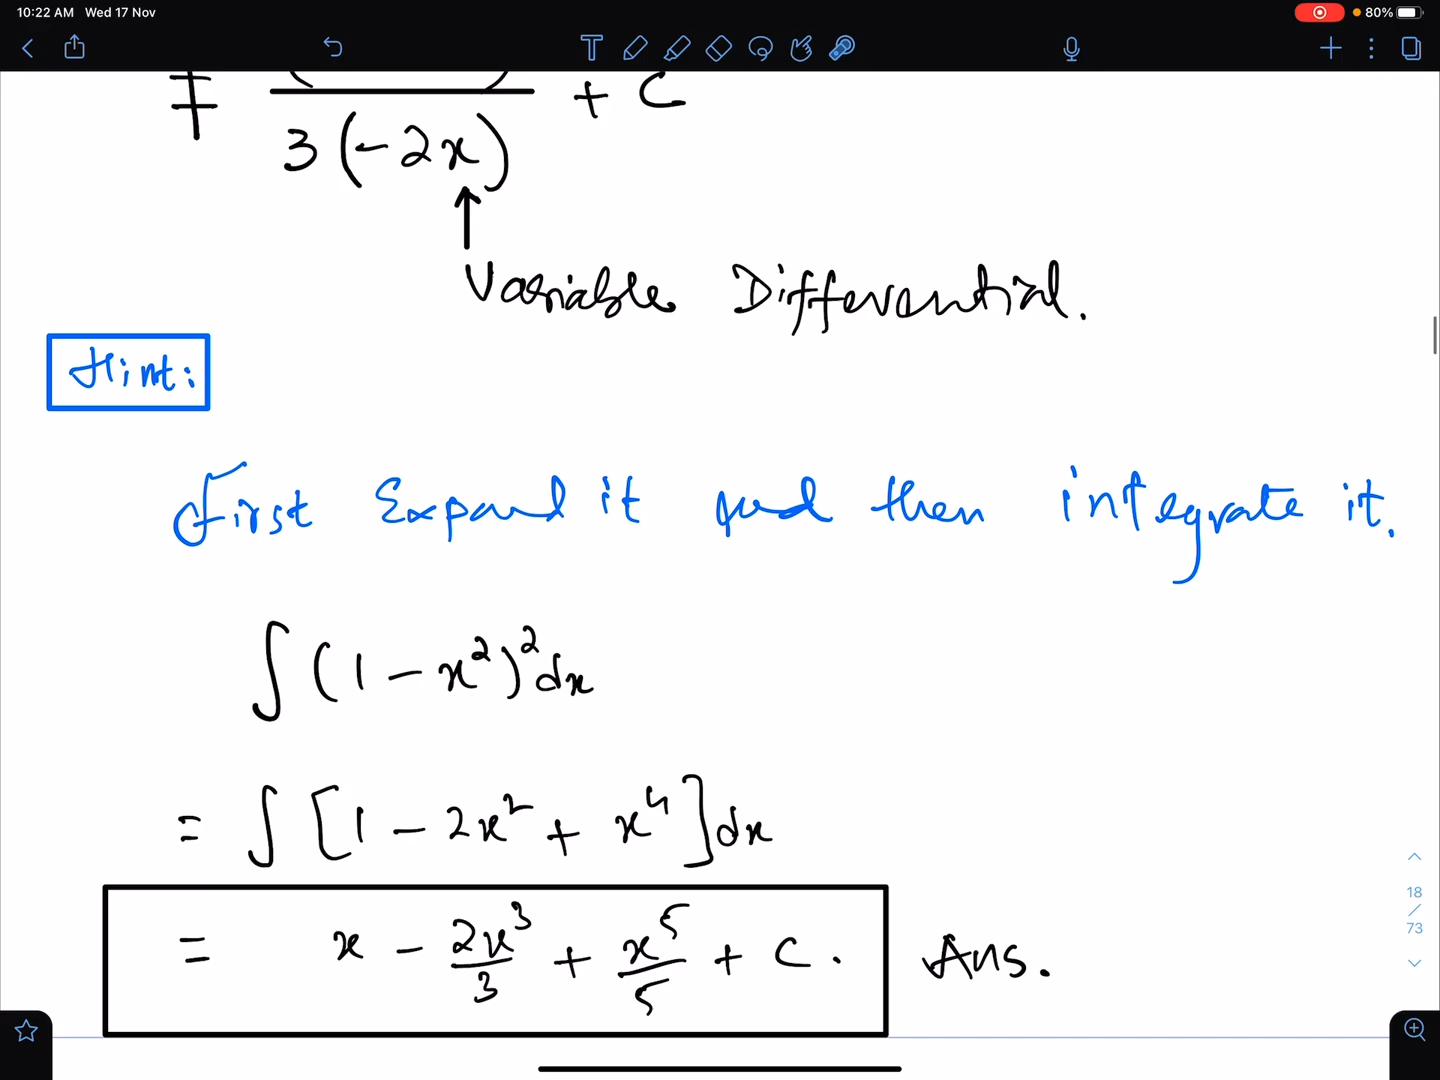 10:22 AM Wed 17 Nov
80%
≠ ( ) / 3(-2x) + C
Variable Differential.
Hint:
First Expand it and then integrate it.
∫(1 - x²)² dx
= ∫[1 - 2x² + x⁴] dx
= x - 2x³/3 + x⁵/5 + C. Ans.
18
/
73